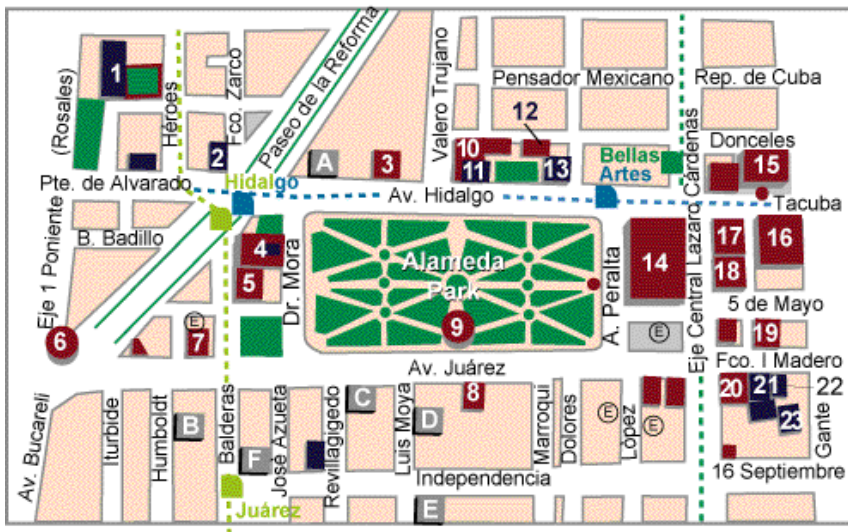 Pensador Mexicano
Rep. de Cuba
(Rosales)
Héroes
Fco. Zarco
Paseo de la Reforma
Valero Trujano
1
2
A
3
10
11
12
13
Bellas
Artes
Donceles
15
Pte. de Alvarado
Hidalgo
Av. Hidalgo
Tacuba
B. Badillo
Eje 1 Poniente
4
5
Dr. Mora
Alameda
Park
9
A. Peralta
14
Eje Central Lazaro Cárdenas
17
16
18
5 de Mayo
6
E
7
E
19
Av. Juárez
Fco. I Madero
Av. Bucareli
Iturbide
Humboldt
B
Balderas
F
José Azueta
Revillagigedo
C
Luis Moya
D
8
Marroqui
Dolores
E
López
E
20
21
22
23
Gante
Independencia
16 Septiembre
Juárez
E